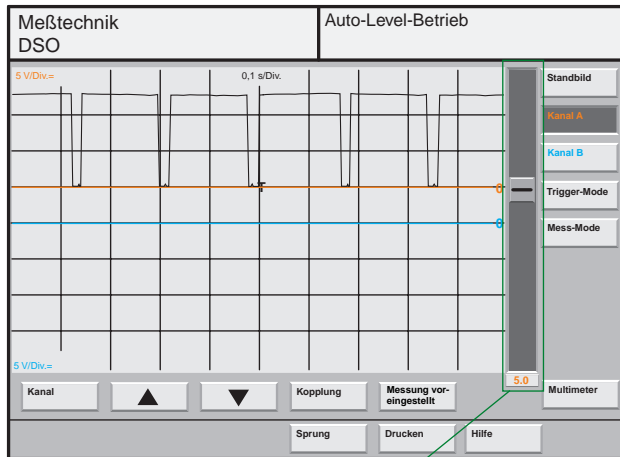 Meßtechnik
DSO
Auto-Level-Betrieb
5 V/Div.=
0,1 s/Div.
Standbild
Kanal A
Kanal B
Trigger-Mode
Mess-Mode
0
T
0
5 V/Div.=
5.0
Kanal
Kopplung
Messung vor-
eingestellt
Multimeter
Sprung
Drucken
Hilfe